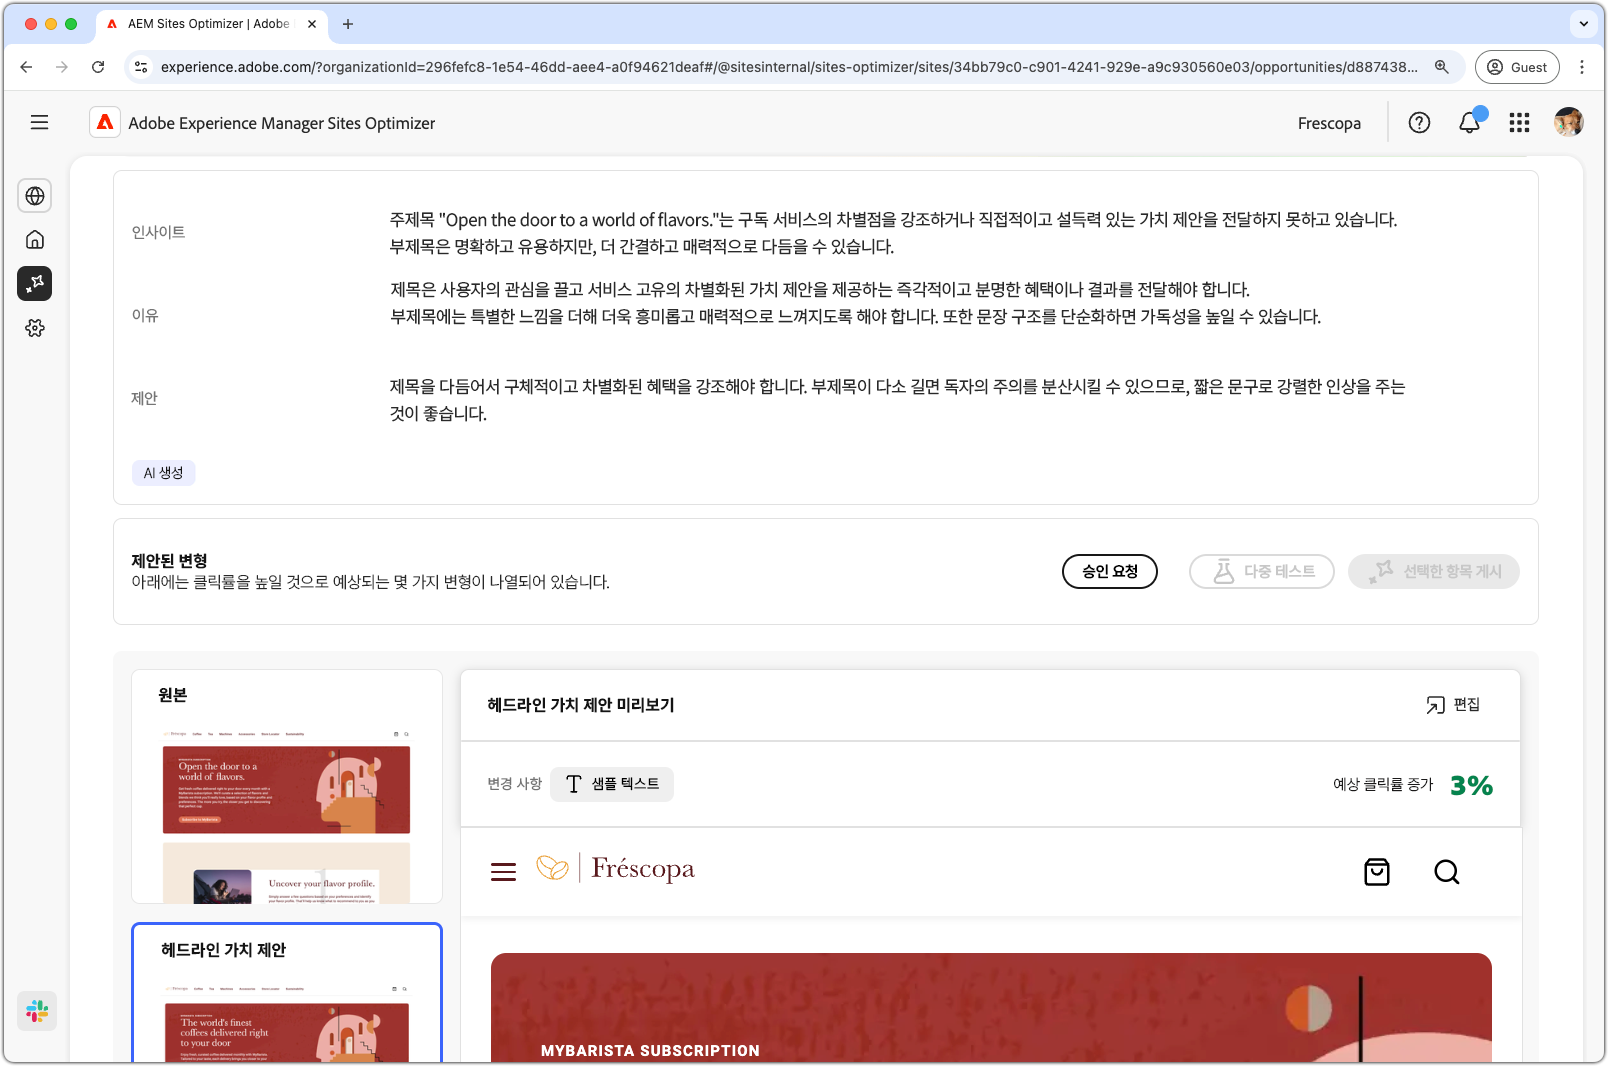 AEM Sites Optimizer | Adobe
experience.adobe.com/?organizationId=296fefc8-1e54-46dd-aee4-a0f94621deaf#/@sitesinternal/sites-optimizer/sites/34bb79c0-c901-4241-929e-a9c930560e03/opportunities/d887438...
Guest
Adobe Experience Manager Sites Optimizer
Frescopa
인사이트
주제목 "Open the door to a world of flavors."는 구독 서비스의 차별점을 강조하거나 직접적이고 설득력 있는 가치 제안을 전달하지 못하고 있습니다.
부제목은 명확하고 유용하지만, 더 간결하고 매력적으로 다듬을 수 있습니다.
이유
제목은 사용자의 관심을 끌고 서비스 고유의 차별화된 가치 제안을 제공하는 즉각적이고 분명한 혜택이나 결과를 전달해야 합니다.
부제목에는 특별한 느낌을 더해 더욱 흥미롭고 매력적으로 느껴지도록 해야 합니다. 또한 문장 구조를 단순화하면 가독성을 높일 수 있습니다.
제안
제목을 다듬어서 구체적이고 차별화된 혜택을 강조해야 합니다. 부제목이 다소 길면 독자의 주의를 분산시킬 수 있으므로, 짧은 문구로 강렬한 인상을 주는
것이 좋습니다.
AI 생성
제안된 변형
아래에는 클릭률을 높일 것으로 예상되는 몇 가지 변형이 나열되어 있습니다.
승인 요청
다중 테스트
선택한 항목 게시
원본
Open the door to a
world of flavors.
Subscribe to MyBarista
Uncover your flavor profile.
헤드라인 가치 제안
The world's finest
coffees delivered right
to your door
헤드라인 가치 제안 미리보기
편집
변경 사항
샘플 텍스트
예상 클릭률 증가
3%
Fréscopa
MYBARISTA SUBSCRIPTION